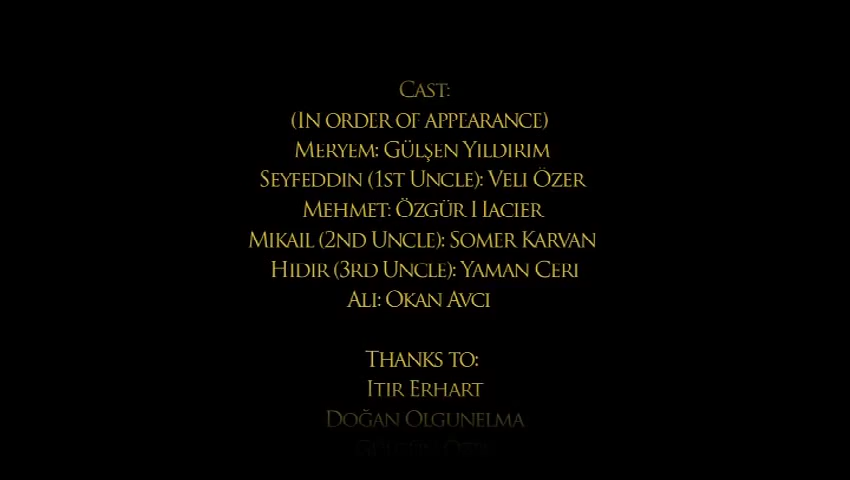 Cast:
(In order of appearance)
Meryem: Gülşen Yıldırım
Seyfeddin (1st Uncle): Veli Özer
Mehmet: Özgür Hacıer
Mikail (2nd Uncle): Somer Karvan
Hıdır (3rd Uncle): Yaman Ceri
Ali: Okan Avcı
Thanks to:
Itır Erhart
Doğan Olgunelma